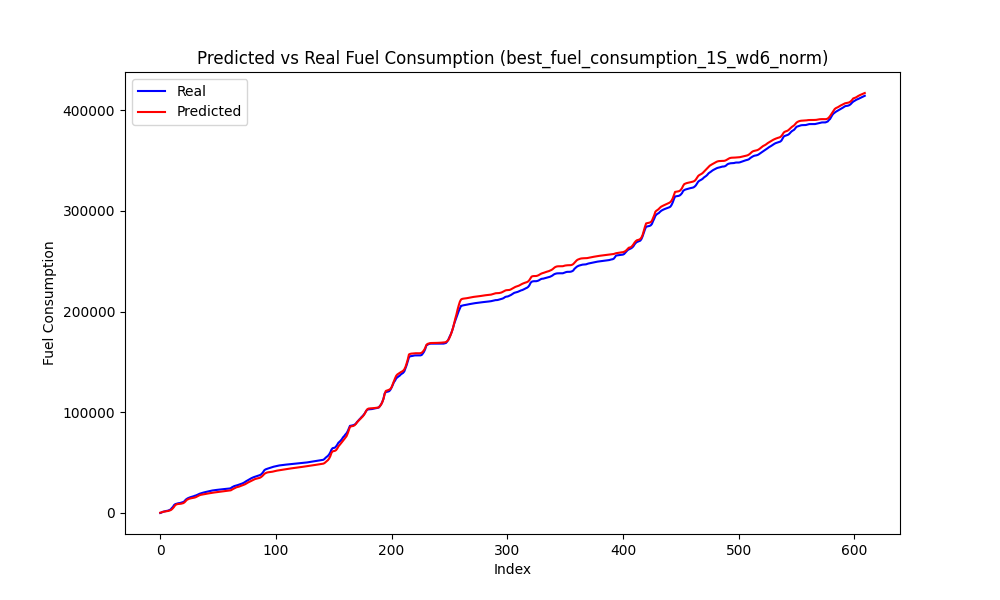 Predicted vs Real Fuel Consumption (best_fuel_consumption_1S_wd6_norm)
Real
Predicted
400000
300000
200000
100000
0
Fuel Consumption
0 100 200 300 400 500 600
Index